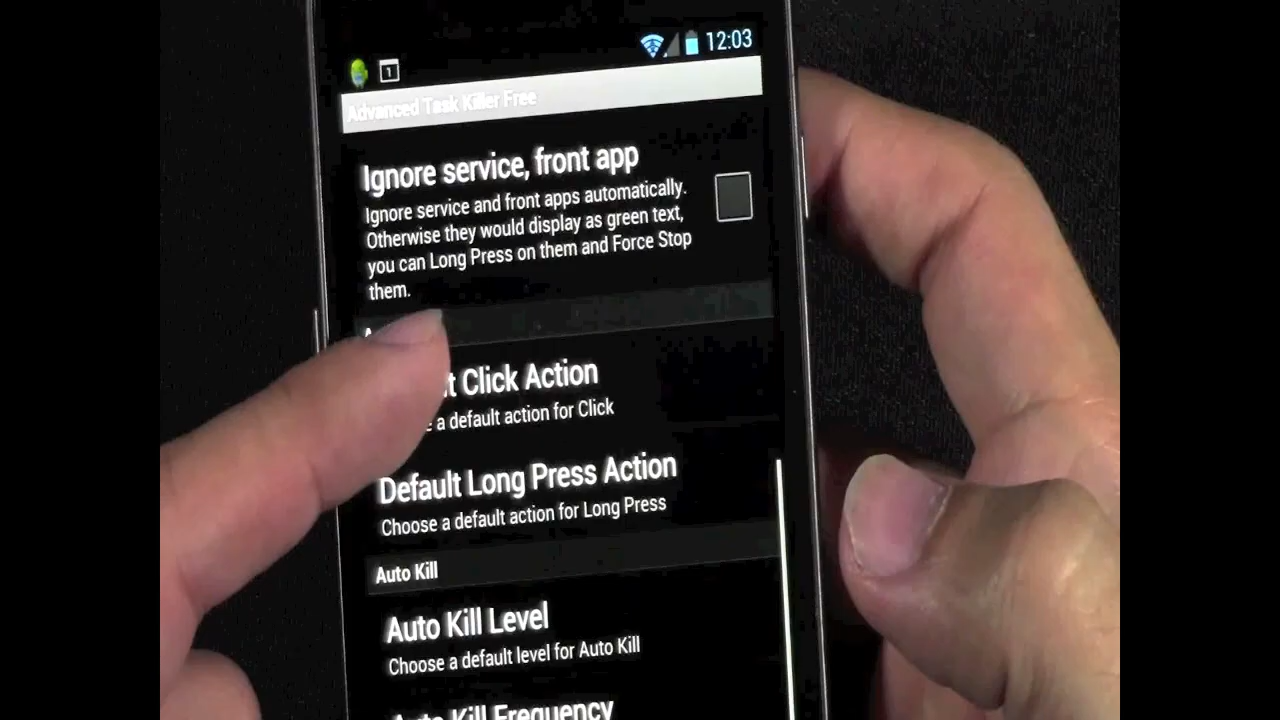 12:03
1
Advanced Task Killer Free
Ignore service, front app
Ignore service and front apps automatically.
Otherwise they would display as green text,
you can Long Press on them and Force Stop
them.
Click Action
a default action for Click
Default Long Press Action
Choose a default action for Long Press
Auto Kill
Auto Kill Level
Choose a default level for Auto Kill
Auto Kill Frequency